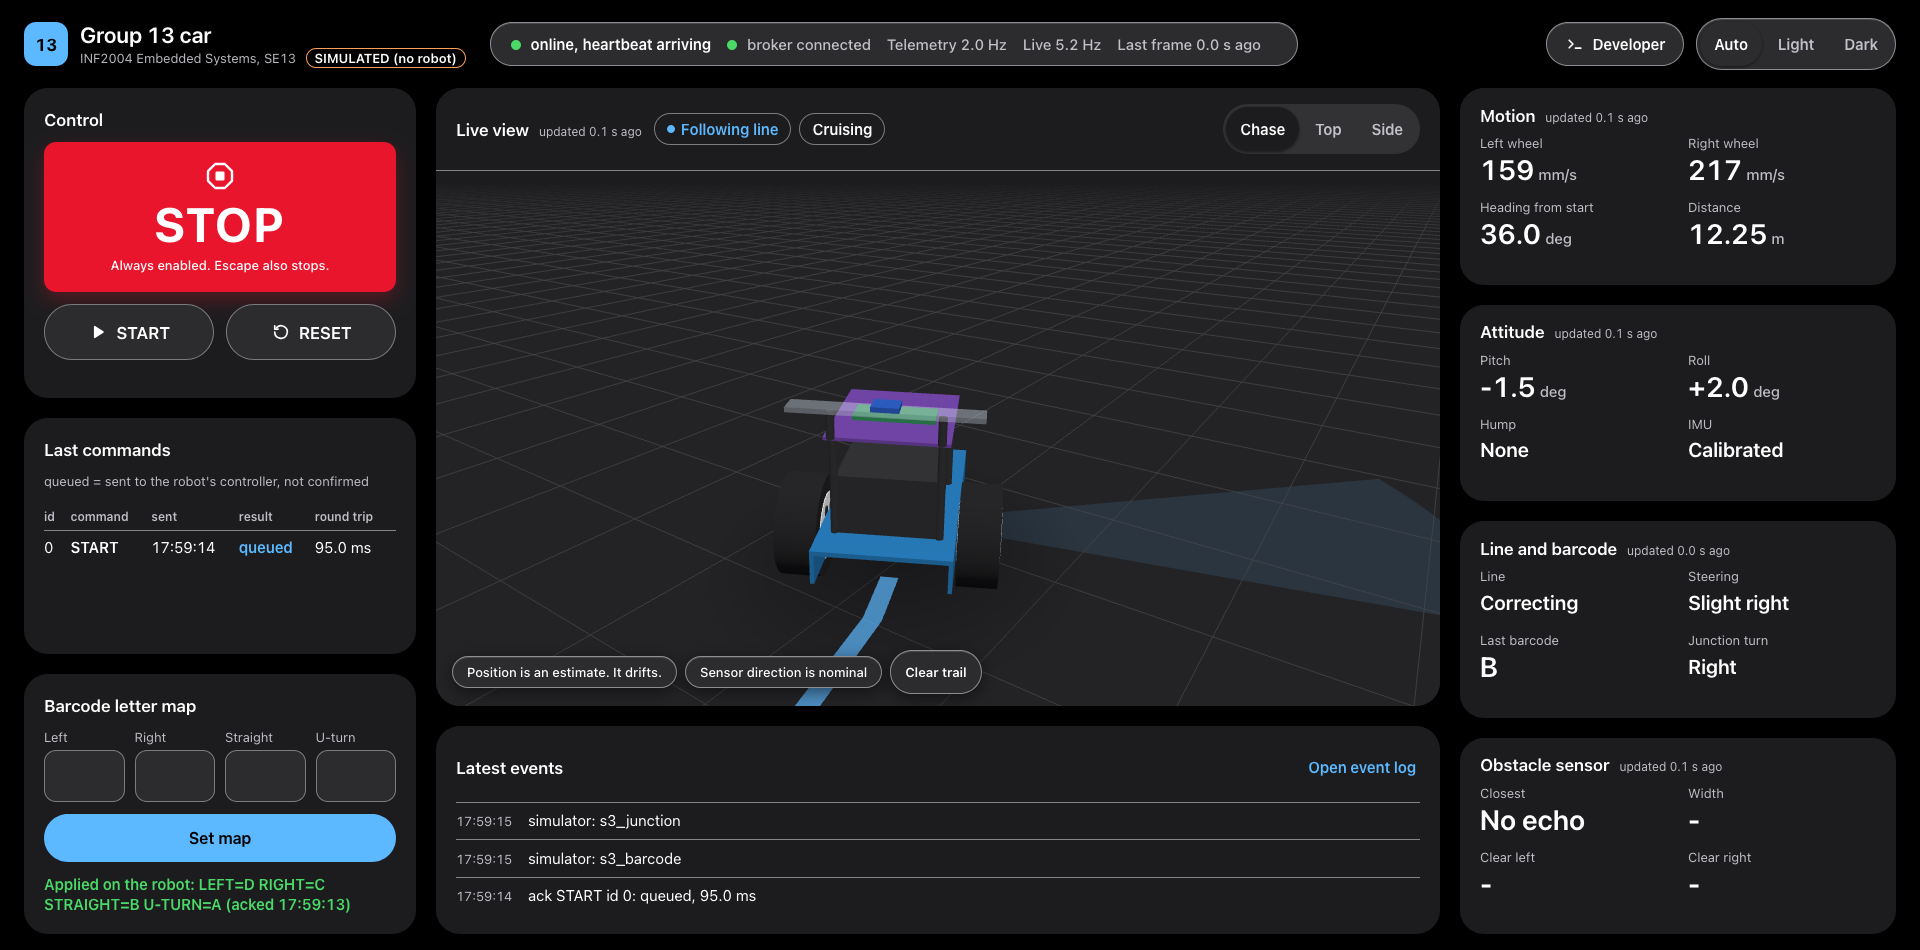 13
Group 13 car
INF2004 Embedded Systems, SE13
SIMULATED (no robot)
online, heartbeat arriving
broker connected
Telemetry 2.0 Hz
Live 5.2 Hz
Last frame 0.0 s ago
Developer
Auto
Light
Dark
Control
STOP
Always enabled. Escape also stops.
START
RESET
Last commands
queued = sent to the robot's controller, not confirmed
id command sent result round trip
0 START 17:59:14 queued 95.0 ms
Barcode letter map
Left Right Straight U-turn
Set map
Applied on the robot: LEFT=D RIGHT=C
STRAIGHT=B U-TURN=A (acked 17:59:13)
Live view updated 0.1 s ago
Following line
Cruising
Chase
Top
Side
Position is an estimate. It drifts.
Sensor direction is nominal
Clear trail
Latest events
Open event log
17:59:15 simulator: s3_junction
17:59:15 simulator: s3_barcode
17:59:14 ack START id 0: queued, 95.0 ms
Motion updated 0.1 s ago
Left wheel Right wheel
159 mm/s 217 mm/s
Heading from start Distance
36.0 deg 12.25 m
Attitude updated 0.1 s ago
Pitch Roll
-1.5 deg +2.0 deg
Hump IMU
None Calibrated
Line and barcode updated 0.0 s ago
Line Steering
Correcting Slight right
Last barcode Junction turn
B Right
Obstacle sensor updated 0.1 s ago
Closest Width
No echo -
Clear left Clear right
- -